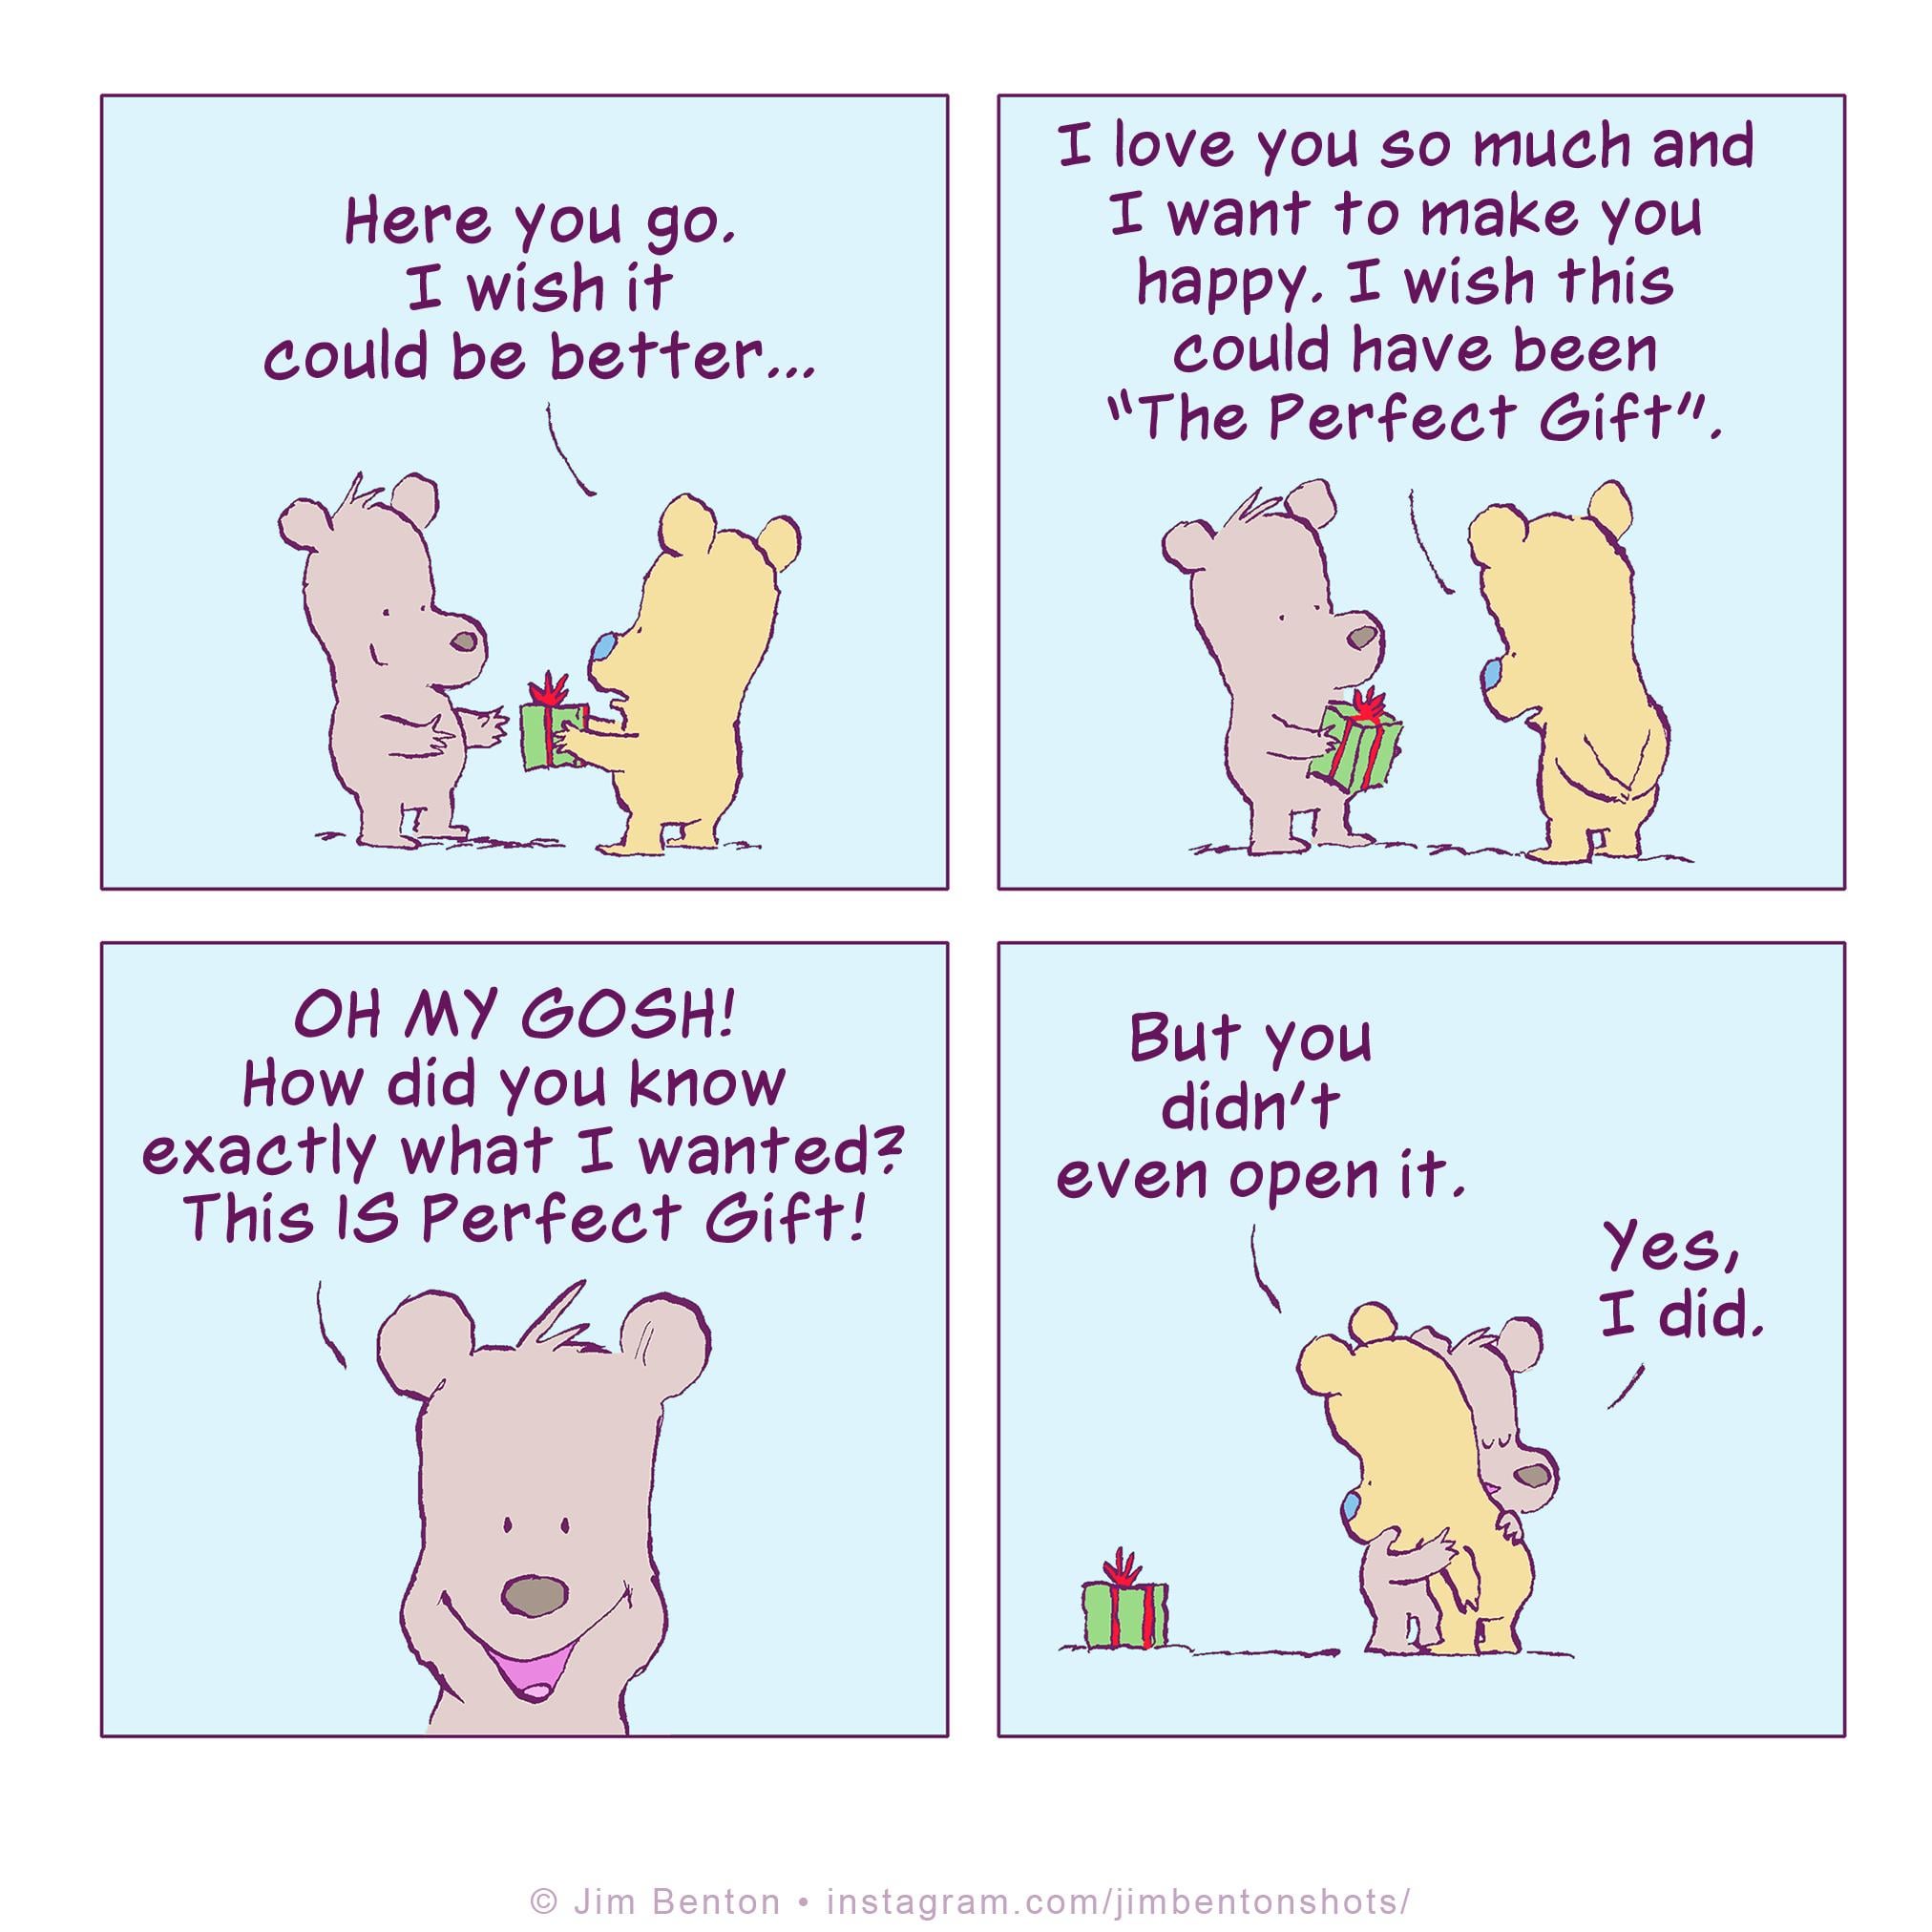 Here you go.
I wish it
could be better...
I love you so much and
I want to make you
happy. I wish this
could have been
“The Perfect Gift”.
OH MY GOSH!
How did you know
exactly what I wanted?
This IS Perfect Gift!
But you
didn't
even open it.
Yes,
I did.
© Jim Benton • instagram.com/jimbentonshots/